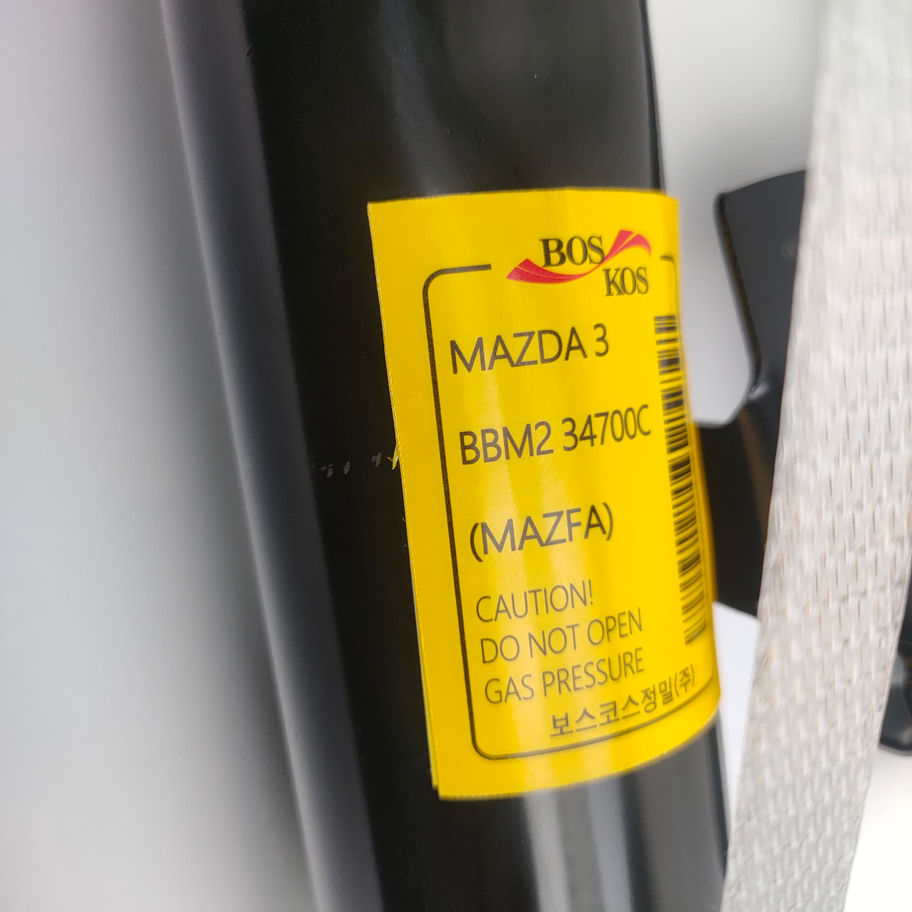 BOS
KOS
MAZDA 3
BBM2 34700C
(MAZFA)
CAUTION!
DO NOT OPEN
GAS PRESSURE
보스코스정밀(주)